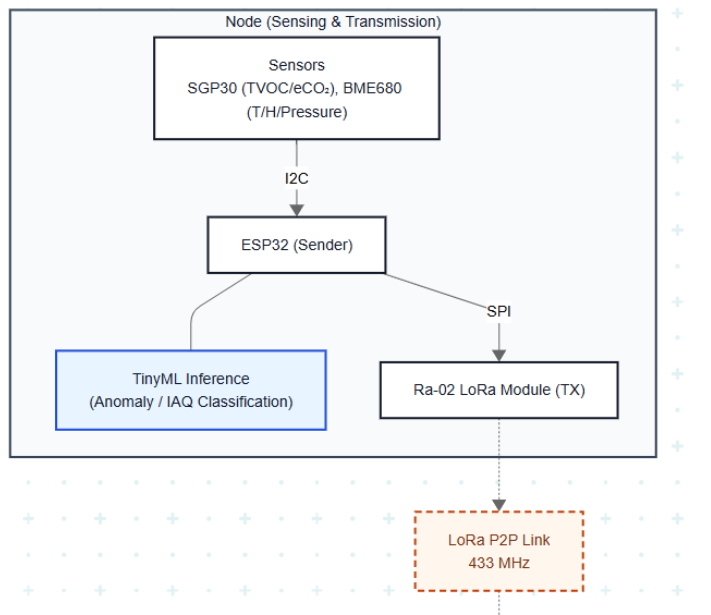 Node (Sensing & Transmission)
Sensors
SGP30 (TVOC/eCO₂), BME680
(T/H/Pressure)
I2C
ESP32 (Sender)
SPI
TinyML Inference
(Anomaly / IAQ Classification)
Ra-02 LoRa Module (TX)
LoRa P2P Link
433 MHz